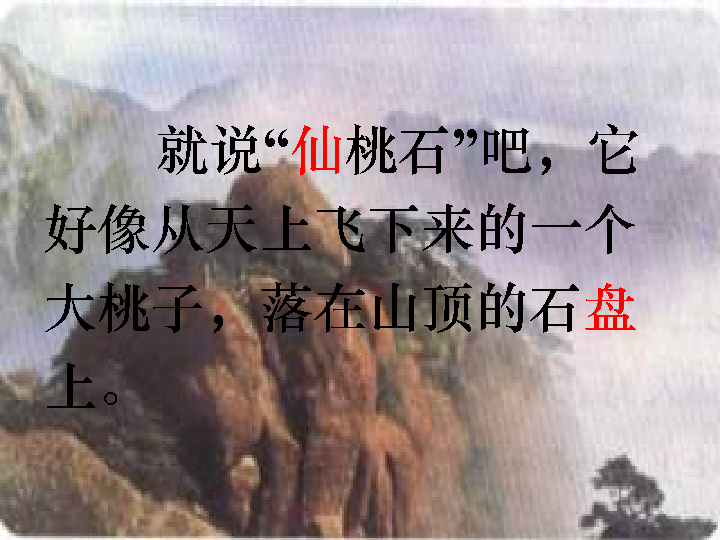 就说“仙桃石”吧，它
好像从天上飞下来的一个
大桃子，落在山顶的石盘
上。